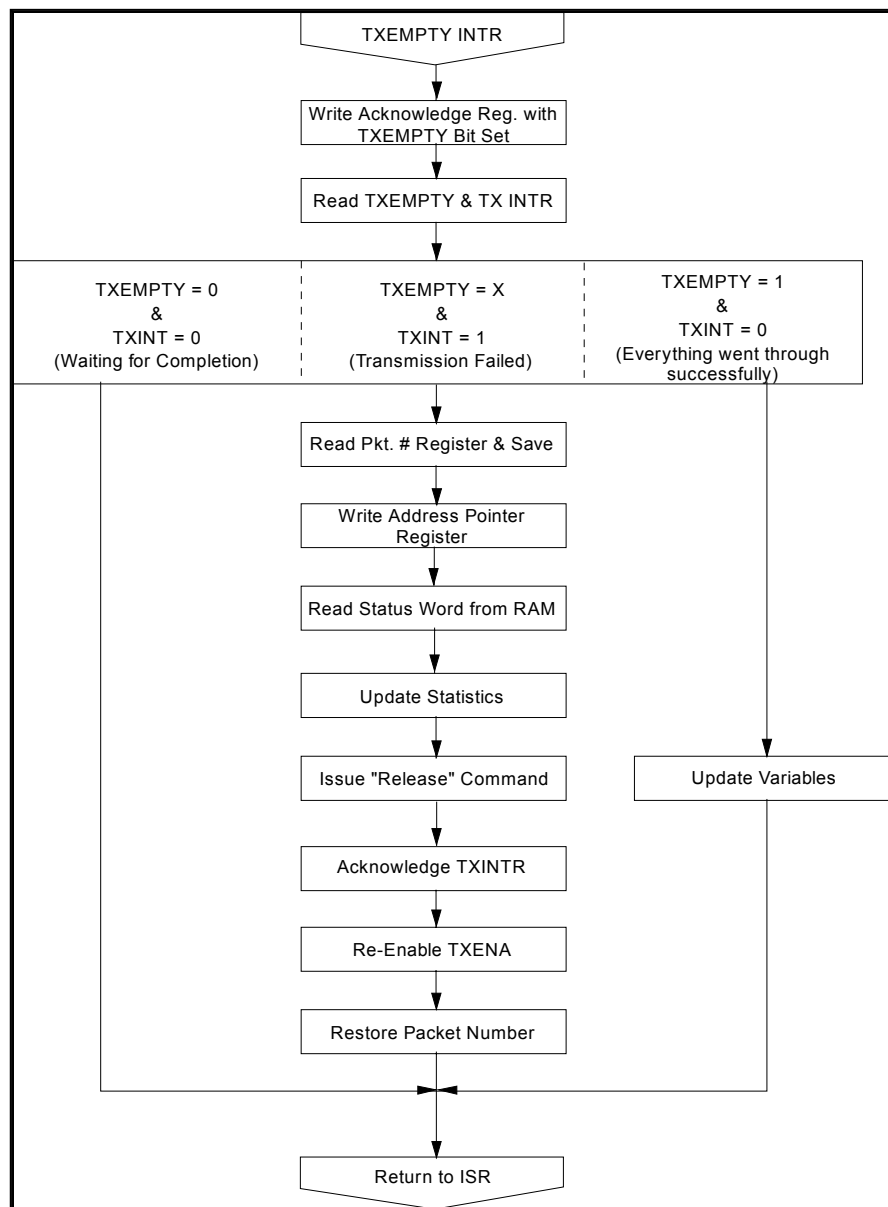 TXEMPTY INTR
Write Acknowledge Reg. with
TXEMPTY Bit Set
Read TXEMPTY & TX INTR
TXEMPTY = 0
&
TXINT = 0
(Waiting for Completion)
TXEMPTY = X
&
TXINT = 1
(Transmission Failed)
TXEMPTY = 1
&
TXINT = 0
(Everything went through
successfully)
Read Pkt. # Register & Save
Write Address Pointer
Register
Read Status Word from RAM
Update Statistics
Issue "Release" Command
Update Variables
Acknowledge TXINTR
Re-Enable TXENA
Restore Packet Number
Return to ISR